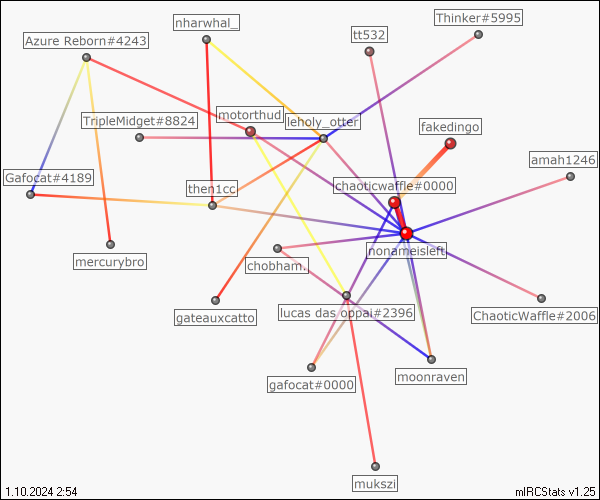 nharwhal_
Thinker#5995
Azure Reborn#4243
tt532
motorthud
TripleMidget#8824
leholy_otter
fakedingo
amah1246
Gafocat#4189
then1cc
chaoticwaffle#0000
nonameisleft
mercurybro
chobham.
gateauxcatto
lucas das oppai#2396
ChaoticWaffle#2006
gafocat#0000
moonraven
mukszi
1.10.2024 2:54
mIRCStats v1.25